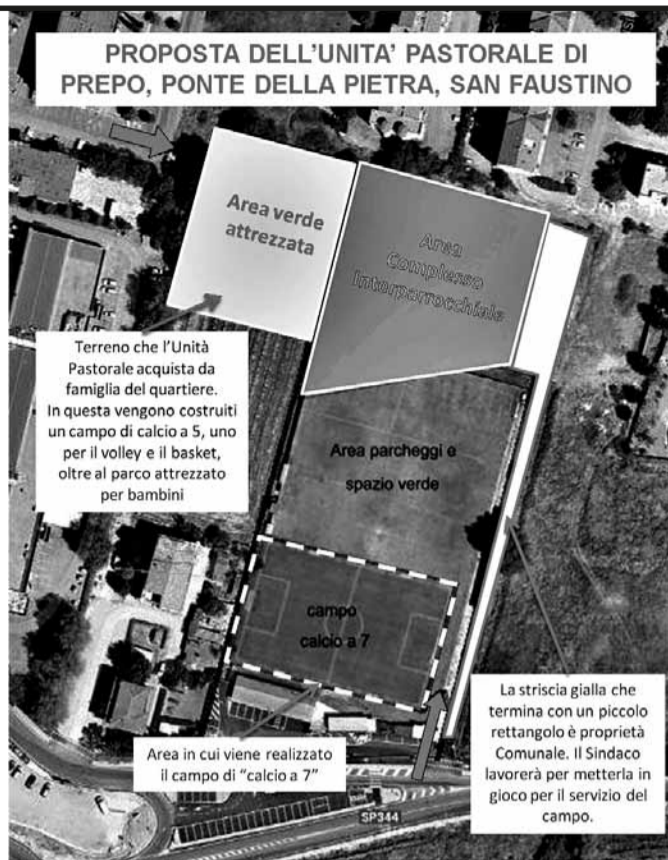 PROPOSTA DELL'UNITA' PASTORALE DI
PREPO, PONTE DELLA PIETRA, SAN FAUSTINO
Area verde
attrezzata
Area
Complesso
Interparrocchiale
Terreno che l'Unità
Pastorale acquista da
famiglia del quartiere.
In questa vengono costruiti
un campo di calcio a 5, uno
per il volley e il basket,
oltre al parco attrezzato
per bambini
Area parcheggi e
spazio verde
campo
calcio a 7
Area in cui viene realizzato
il campo di "calcio a 7"
La striscia gialla che
termina con un piccolo
rettangolo è proprietà
Comunale. Il Sindaco
lavorerà per metterla in
gioco per il servizio del
campo.
SP344